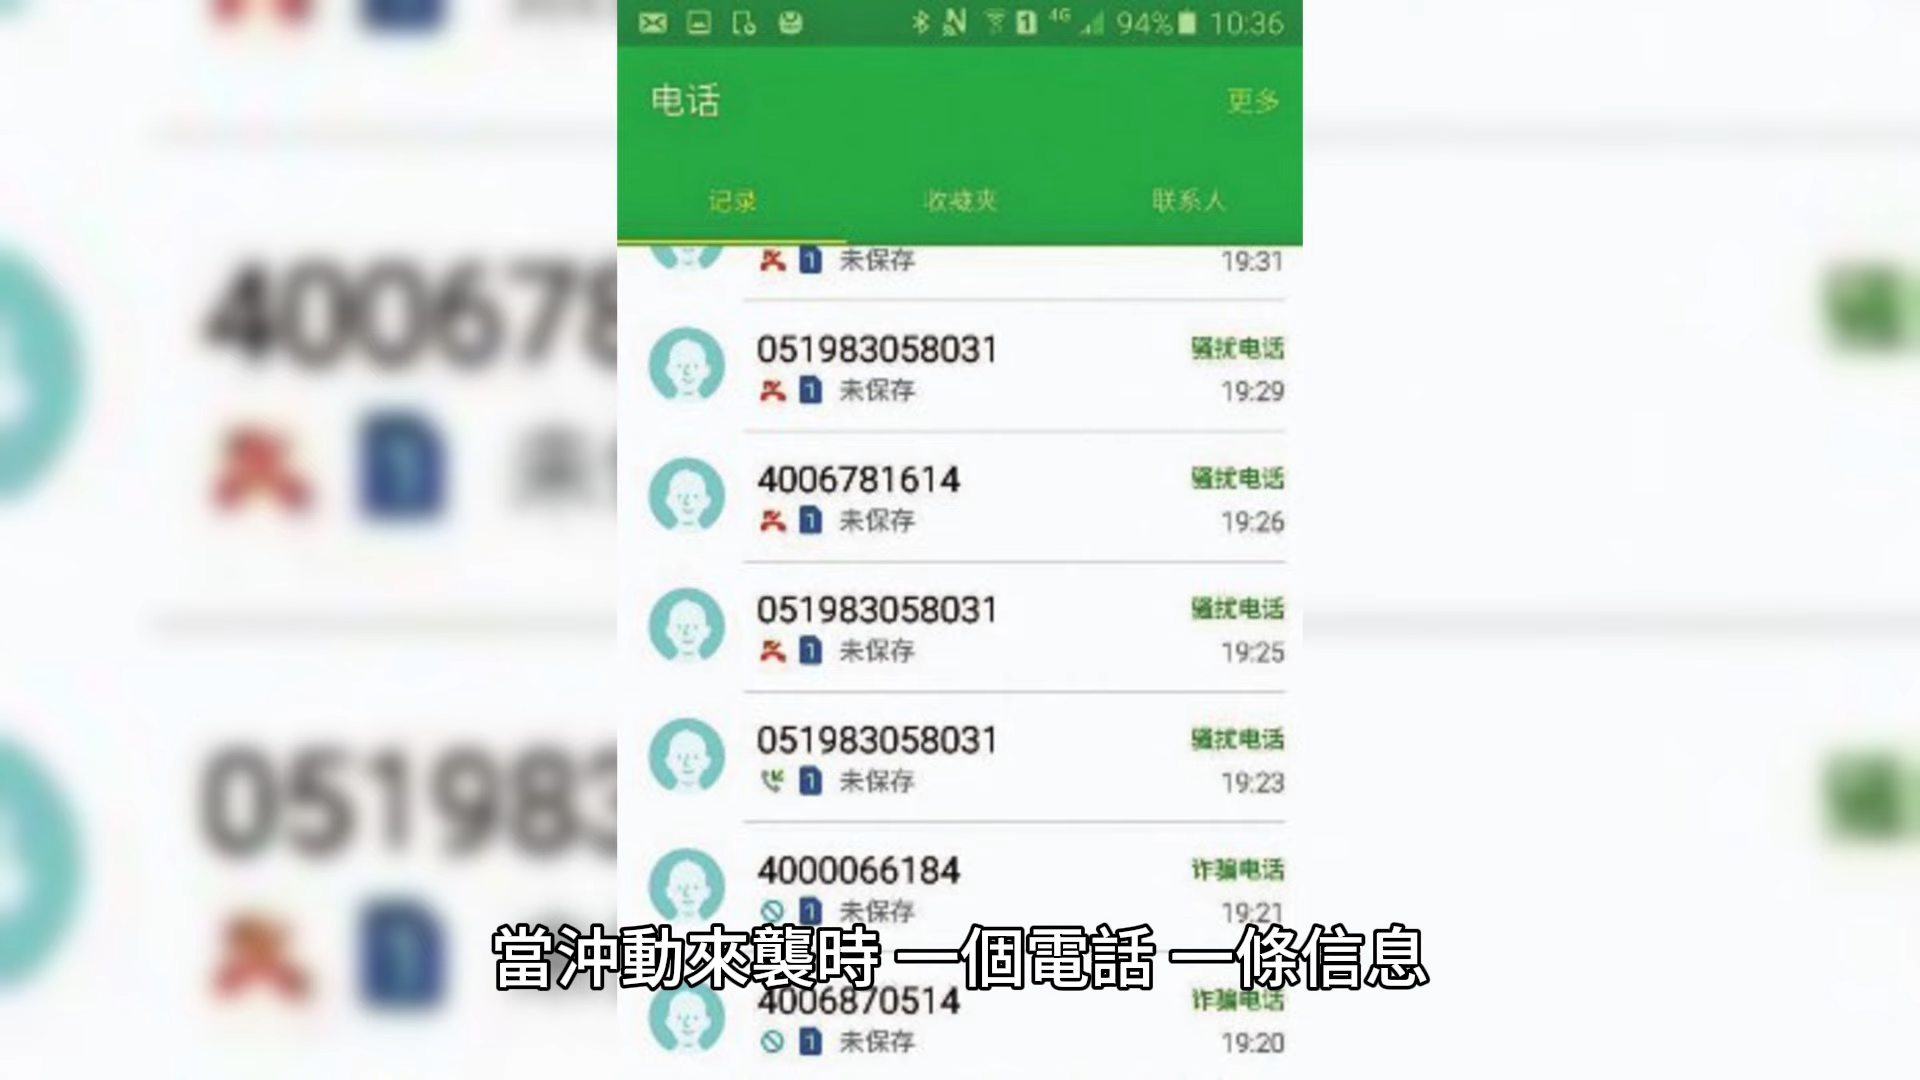 4G 94% 10:36
电话 更多
记录 收藏夹 联系人
未保存 19:31
051983058031 骚扰电话
未保存 19:29
4006781614 骚扰电话
未保存 19:26
051983058031 骚扰电话
未保存 19:25
051983058031 骚扰电话
未保存 19:23
4000066184 诈骗电话
未保存 19:21
當沖動來襲時 一個電話 一條信息
4006870514 诈骗电话
未保存 19:20